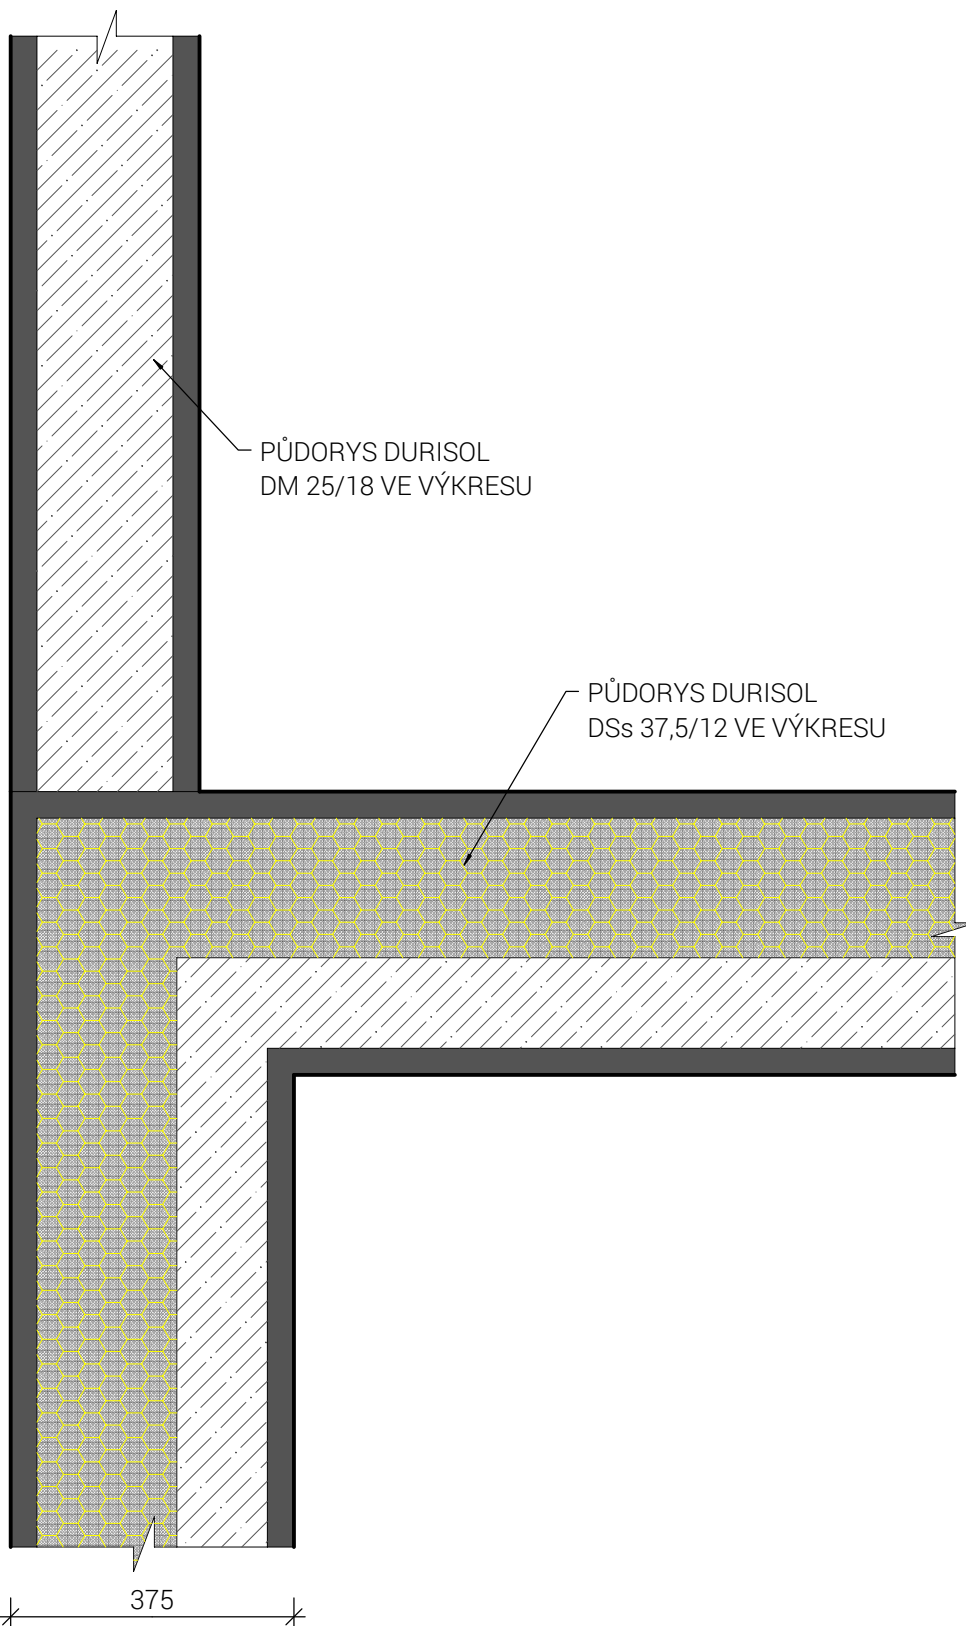 PŮDORYS DURISOL
DM 25/18 VE VÝKRESU
PŮDORYS DURISOL
DSs 37,5/12 VE VÝKRESU
375